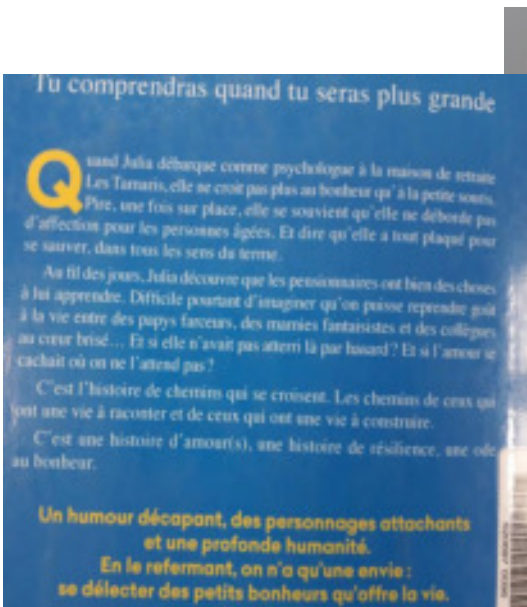 Tu comprendras quand tu seras plus grande
Quand Julia débarque comme psychologue à la maison de retraite
Les Tamaris, elle ne croit pas plus au bonheur qu'à la petite souris.
Pire, une fois sur place, elle se souvient qu'elle ne déborde pas
d'affection pour les personnes âgées. Et dire qu'elle a tout plaqué pour
se sauver, dans tous les sens du terme.
Au fil des jours, Julia découvre que les pensionnaires ont bien des choses
à lui apprendre. Difficile pourtant d'imaginer qu'on puisse reprendre goût
à la vie entre des papys farceurs, des mamies fantaisistes et des collègues
au cœur brisé… Et si elle n'avait pas atterri là par hasard ? Et si l'amour se
cachait où on ne l'attend pas ?
C'est l'histoire de chemins qui se croisent. Les chemins de ceux qui
ont une vie à raconter et de ceux qui ont une vie à construire.
C'est une histoire d'amour(s), une histoire de résilience, une ode
au bonheur.
Un humour décapant, des personnages attachants
et une profonde humanité.
En le refermant, on n'a qu'une envie :
se délecter des petits bonheurs qu'offre la vie.